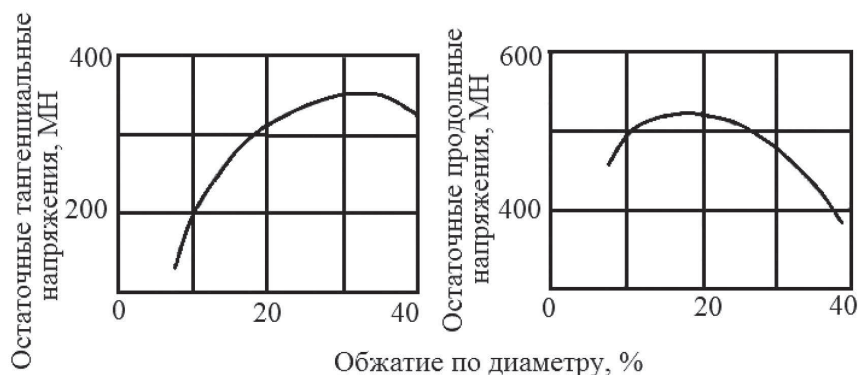 Остаточные тангенциальные
напряжения, МН
400
200
0
20
40
Остаточные продольные
напряжения, МН
600
400
0
20
40
Обжатие по диаметру, %